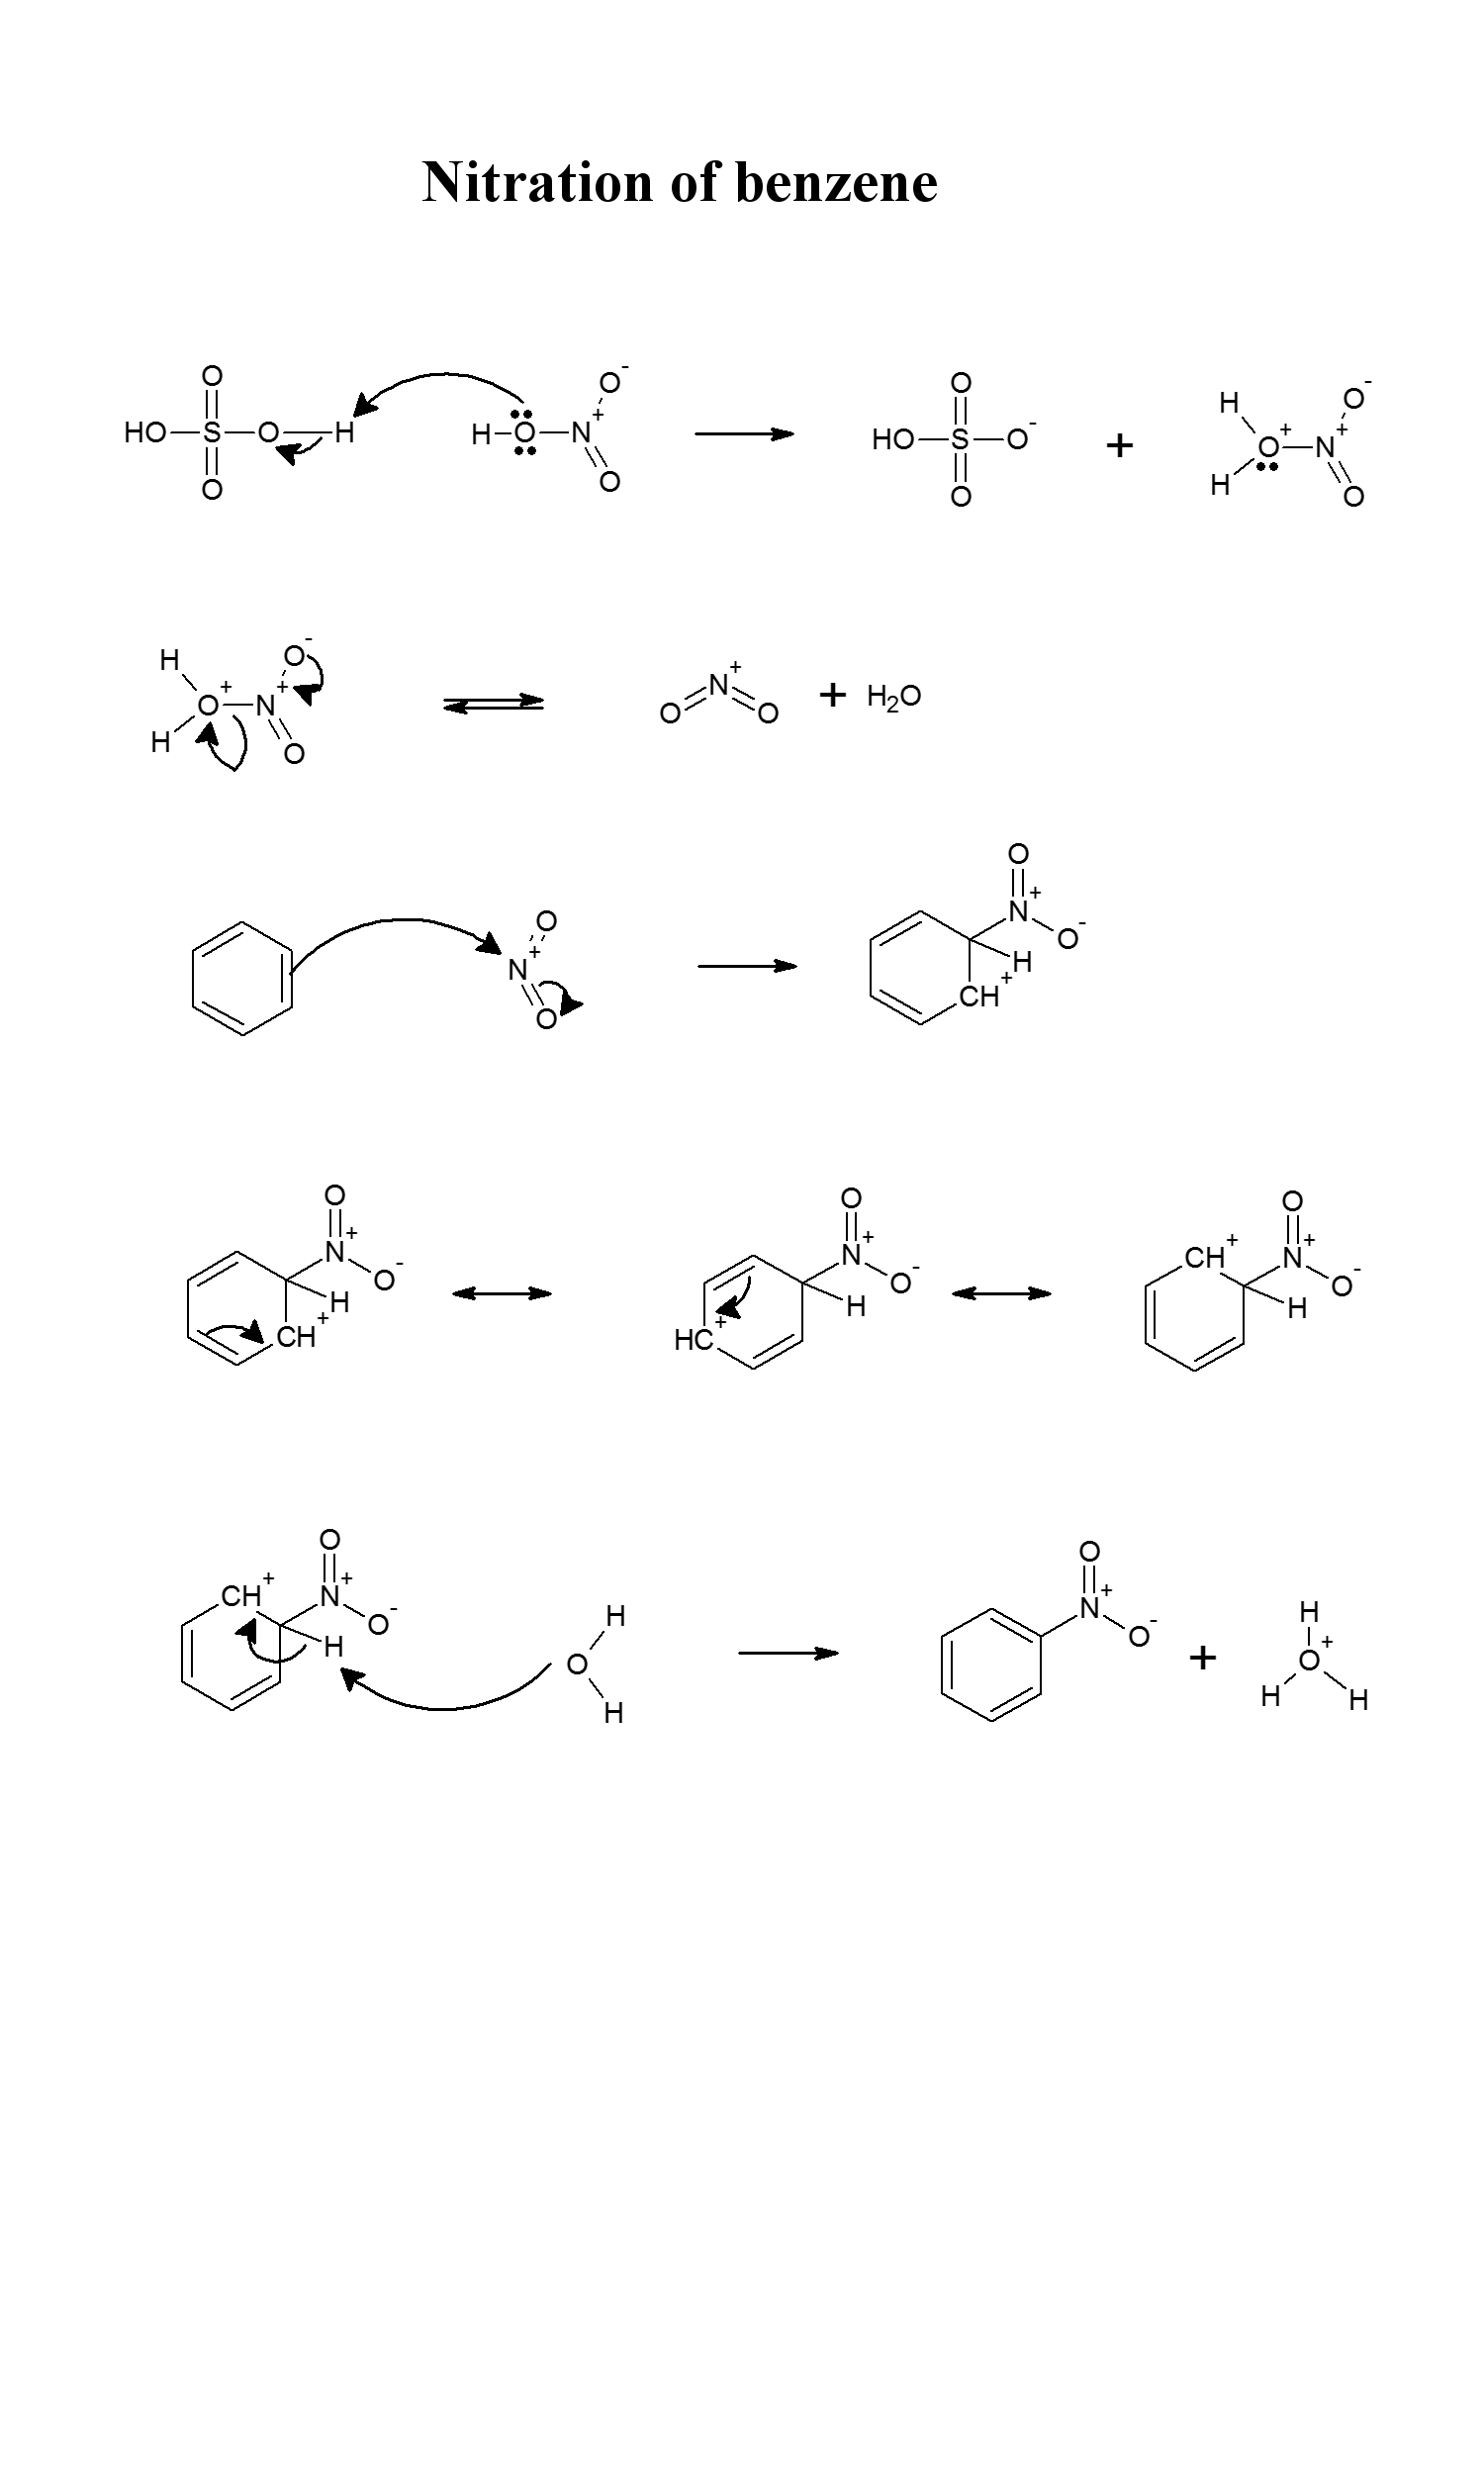 Nitration of benzene
O O⁻ O H O⁻
HO S O H H O N⁺ HO S O⁻ + O⁺ N⁺
O O O H O
H O⁻
O⁺ N⁺ N⁺ + H₂O
H O O O
O
O N⁺
N⁺ O⁻
O H
CH⁺
O O O
N⁺ N⁺ CH⁺ N⁺
O⁻ O⁻ O⁻
H H H
CH⁺ HC⁺
O O
CH⁺ N⁺ H N⁺ H
O⁻ O⁻ + O⁺
H O H H
H